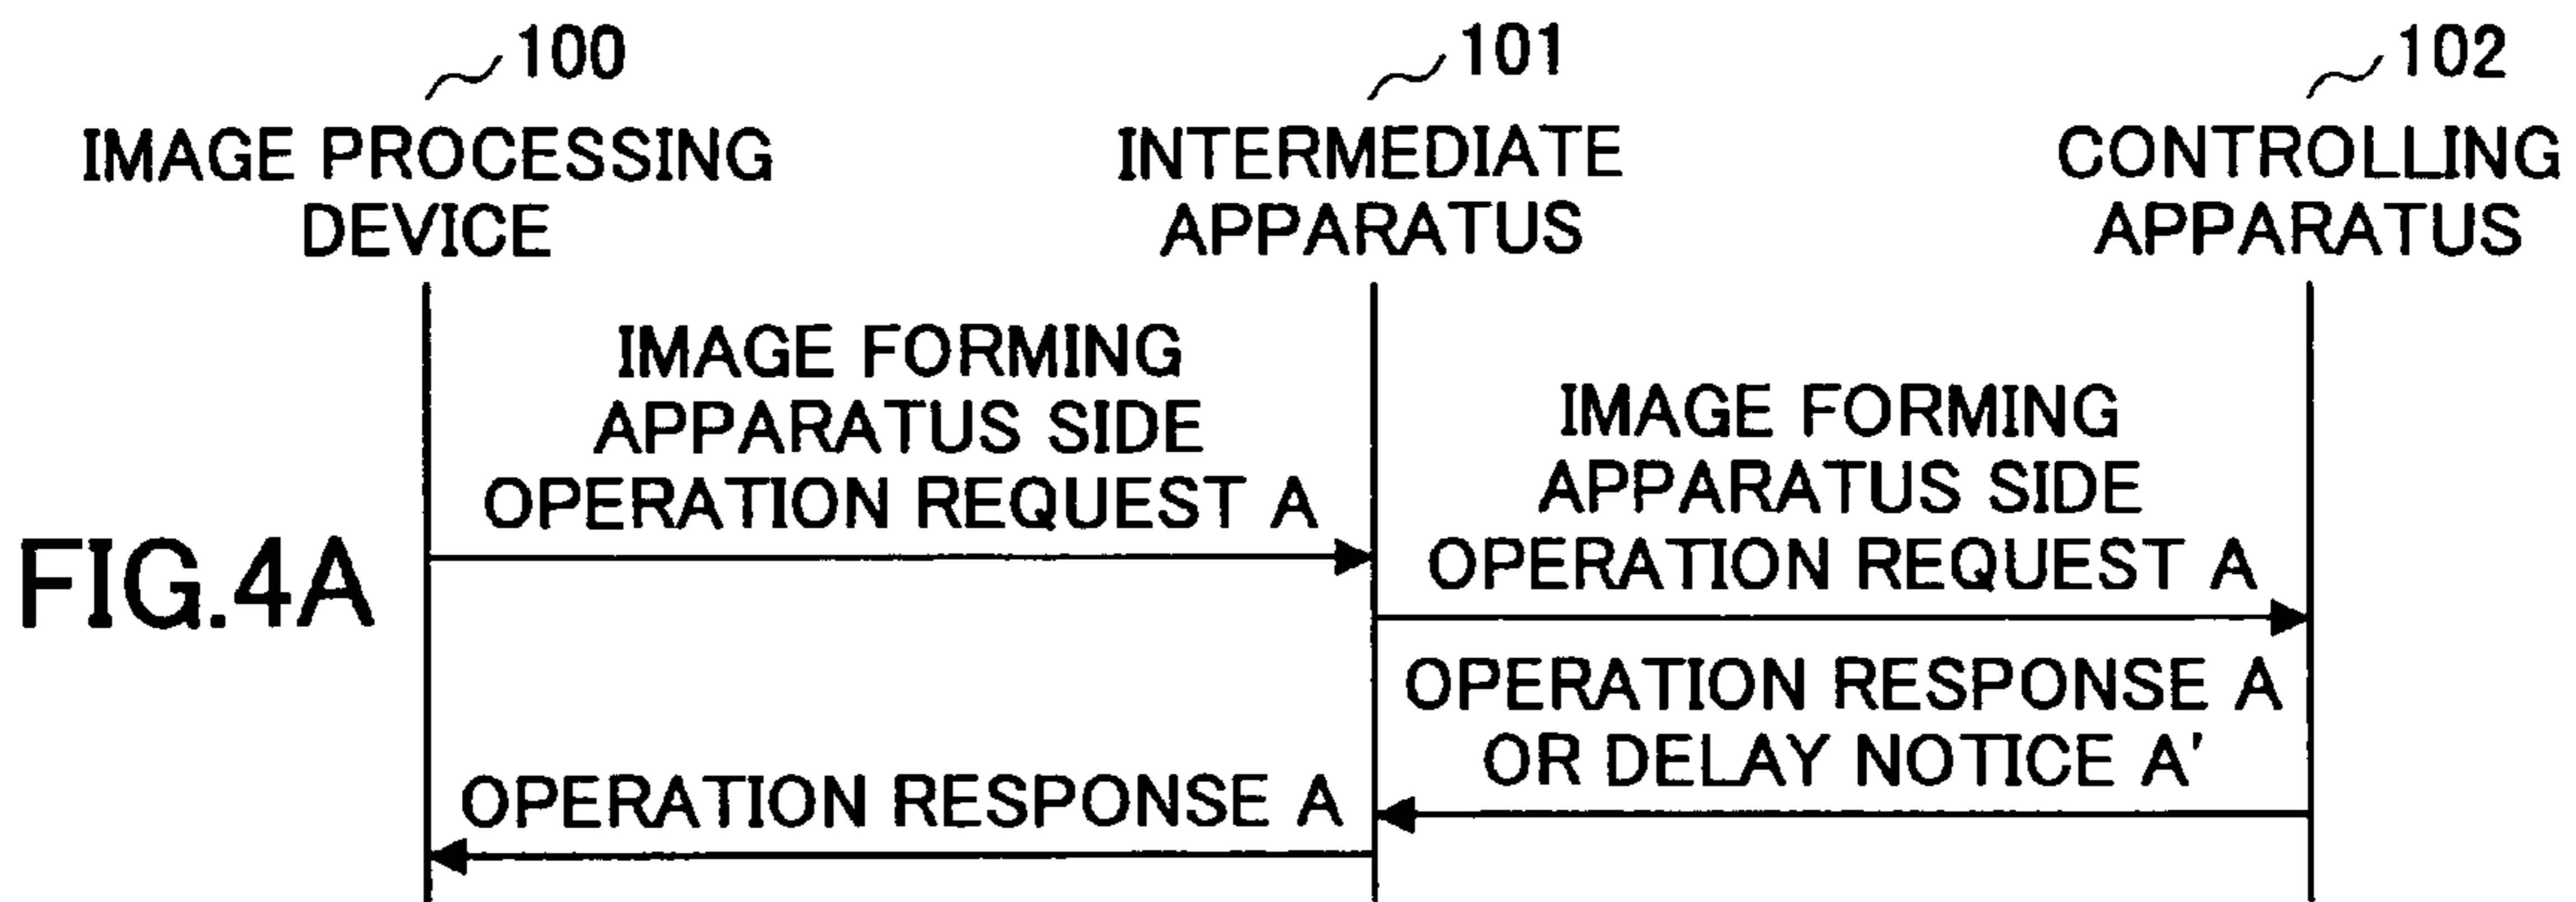 100
101
102
IMAGE PROCESSING
DEVICE
INTERMEDIATE
APPARATUS
CONTROLLING
APPARATUS
IMAGE FORMING
APPARATUS SIDE
OPERATION REQUEST A
IMAGE FORMING
APPARATUS SIDE
OPERATION REQUEST A
FIG.4A
OPERATION RESPONSE A
OR DELAY NOTICE A'
OPERATION RESPONSE A